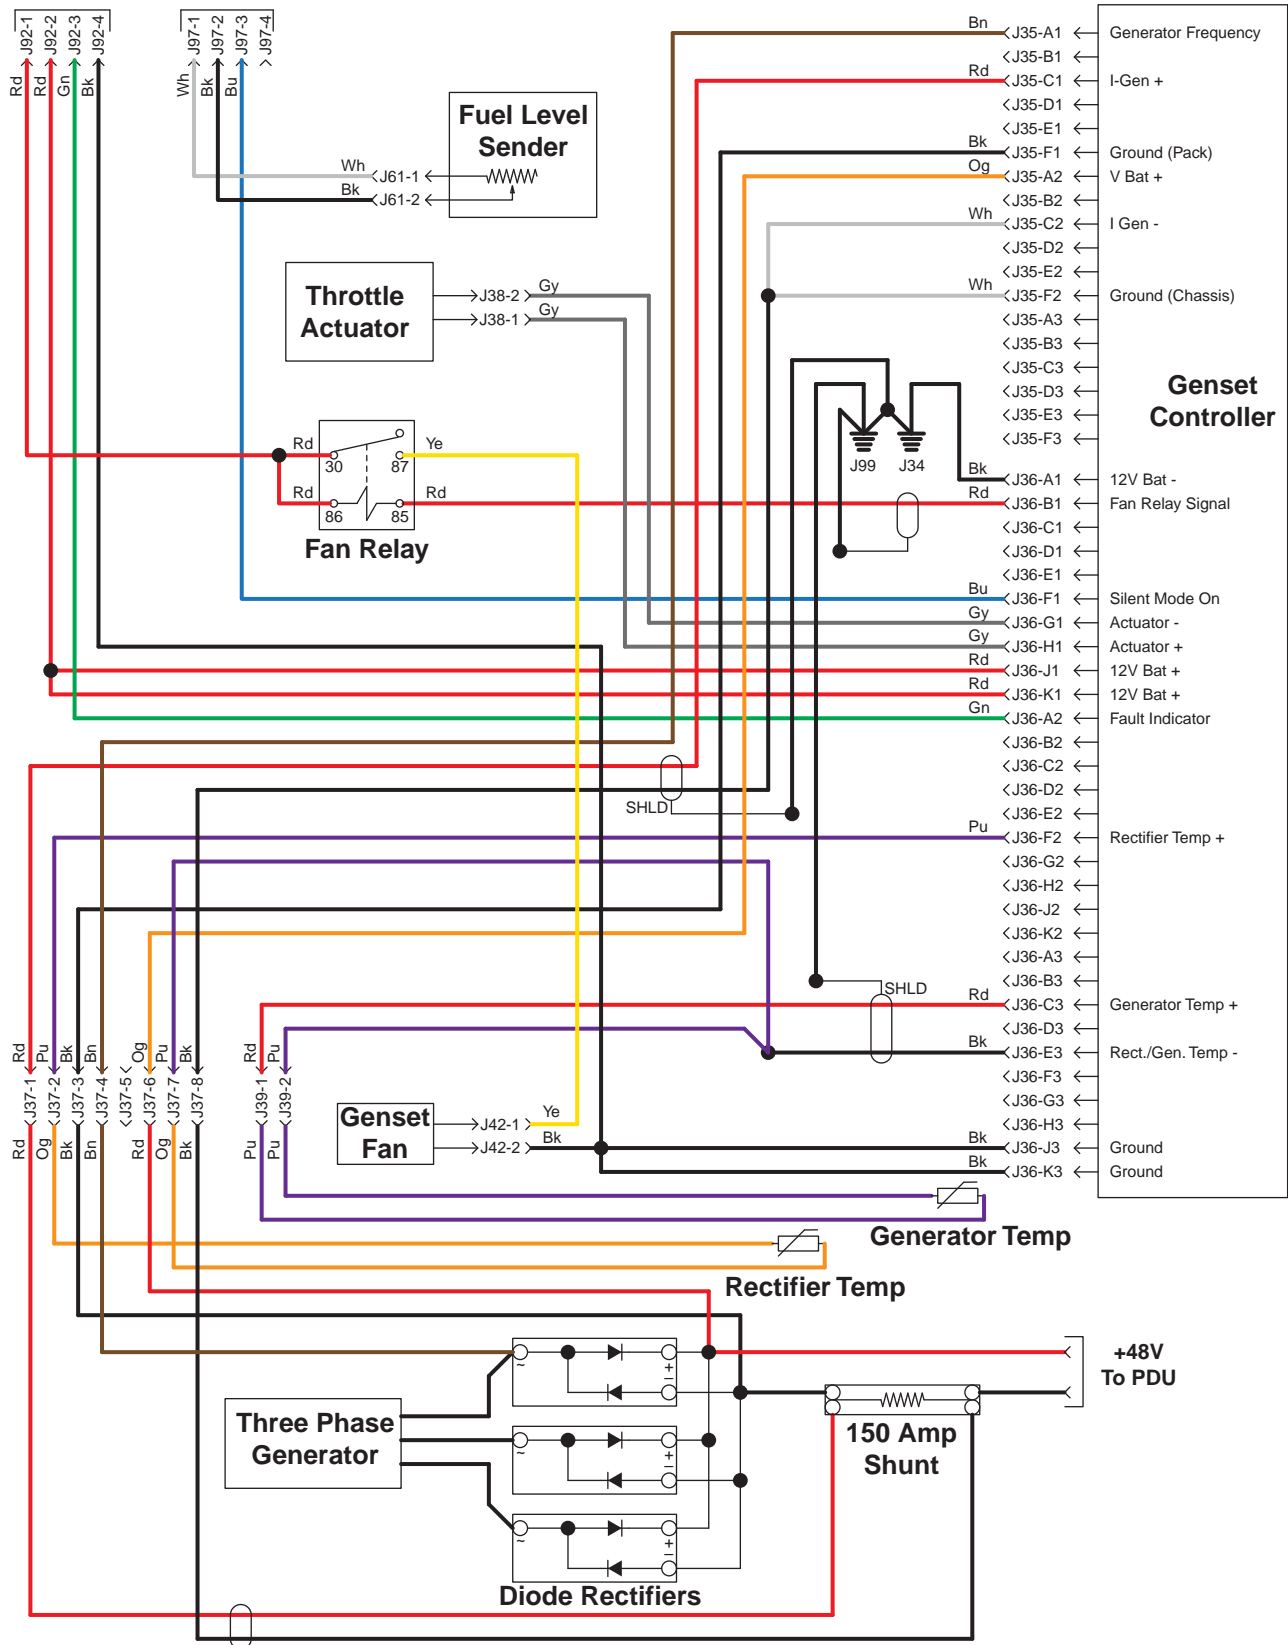 J92-1
J92-2
J92-3
J92-4
J97-1
J97-2
J97-3
J97-4
Rd
Rd
Gn
Bk
Wh
Bk
Bu
Fuel Level
Sender
Wh
J61-1
Bk
J61-2
Throttle
Actuator
J38-2
Gy
J38-1
Gy
Rd
30
87
Ye
Rd
86
85
Rd
Fan Relay
J99
J34
Genset
Controller
Bn
J35-A1
Generator Frequency
J35-B1
Rd
J35-C1
I-Gen +
J35-D1
J35-E1
Bk
J35-F1
Ground (Pack)
Og
J35-A2
V Bat +
J35-B2
Wh
J35-C2
I Gen -
J35-D2
J35-E2
Wh
J35-F2
Ground (Chassis)
J35-A3
J35-B3
J35-C3
J35-D3
J35-E3
J35-F3
Bk
J36-A1
12V Bat -
Rd
J36-B1
Fan Relay Signal
J36-C1
J36-D1
J36-E1
Bu
J36-F1
Silent Mode On
Gy
J36-G1
Actuator -
Gy
J36-H1
Actuator +
Rd
J36-J1
12V Bat +
Rd
J36-K1
12V Bat +
Gn
J36-A2
Fault Indicator
J36-B2
J36-C2
J36-D2
SHLD
J36-E2
Pu
J36-F2
Rectifier Temp +
J36-G2
J36-H2
J36-J2
J36-K2
J36-A3
J36-B3
SHLD
Rd
J36-C3
Generator Temp +
J36-D3
Bk
J36-E3
Rect./Gen. Temp -
J36-F3
J36-G3
J36-H3
Bk
J36-J3
Ground
Bk
J36-K3
Ground
Rd
Pu
Bk
Bn
Og
Pu
Bk
Rd
Pu
J37-1
J37-2
J37-3
J37-4
J37-5
J37-6
J37-7
J37-8
J39-1
J39-2
Rd
Og
Bk
Bn
Rd
Og
Bk
Pu
Pu
Genset
Fan
J42-1
Ye
J42-2
Bk
Generator Temp
Rectifier Temp
+48V
To PDU
Three Phase
Generator
~
+
–
~
+
–
~
+
–
150 Amp
Shunt
Diode Rectifiers